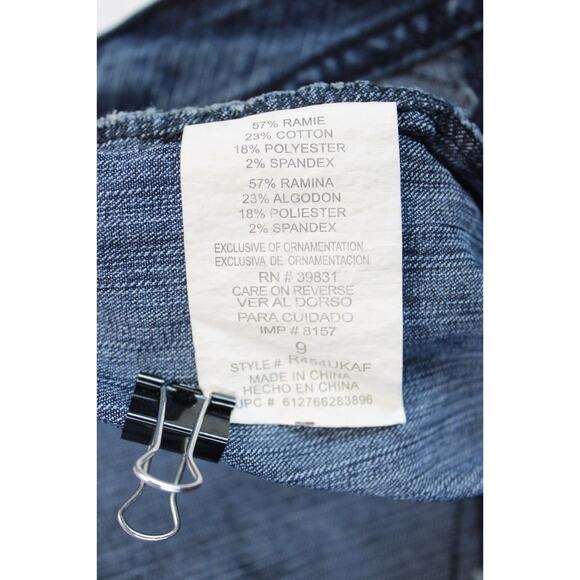 57% RAMIE
23% COTTON
18% POLYESTER
2% SPANDEX
57% RAMINA
23% ALGODON
18% POLIESTER
2% SPANDEX
EXCLUSIVE OF ORNAMENTATION
EXCLUSIVA DE ORNAMENTACION
RN # 39831
CARE ON REVERSE
VER AL DORSO
PARA CUIDADO
IMP # 8157
9
STYLE # R454UKAF
MADE IN CHINA
HECHO EN CHINA
UPC # 612766283896